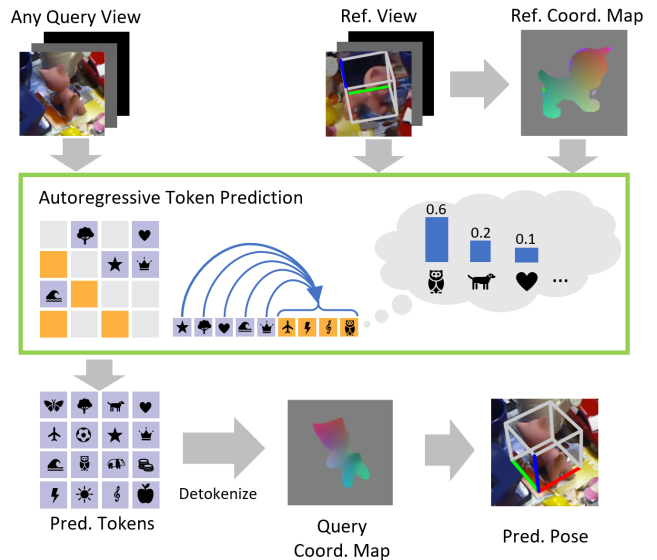 Any Query View
Ref. View
Ref. Coord. Map
Autoregressive Token Prediction
0.6
0.2
0.1
...
Pred. Tokens
Detokenize
Query
Coord. Map
Pred. Pose